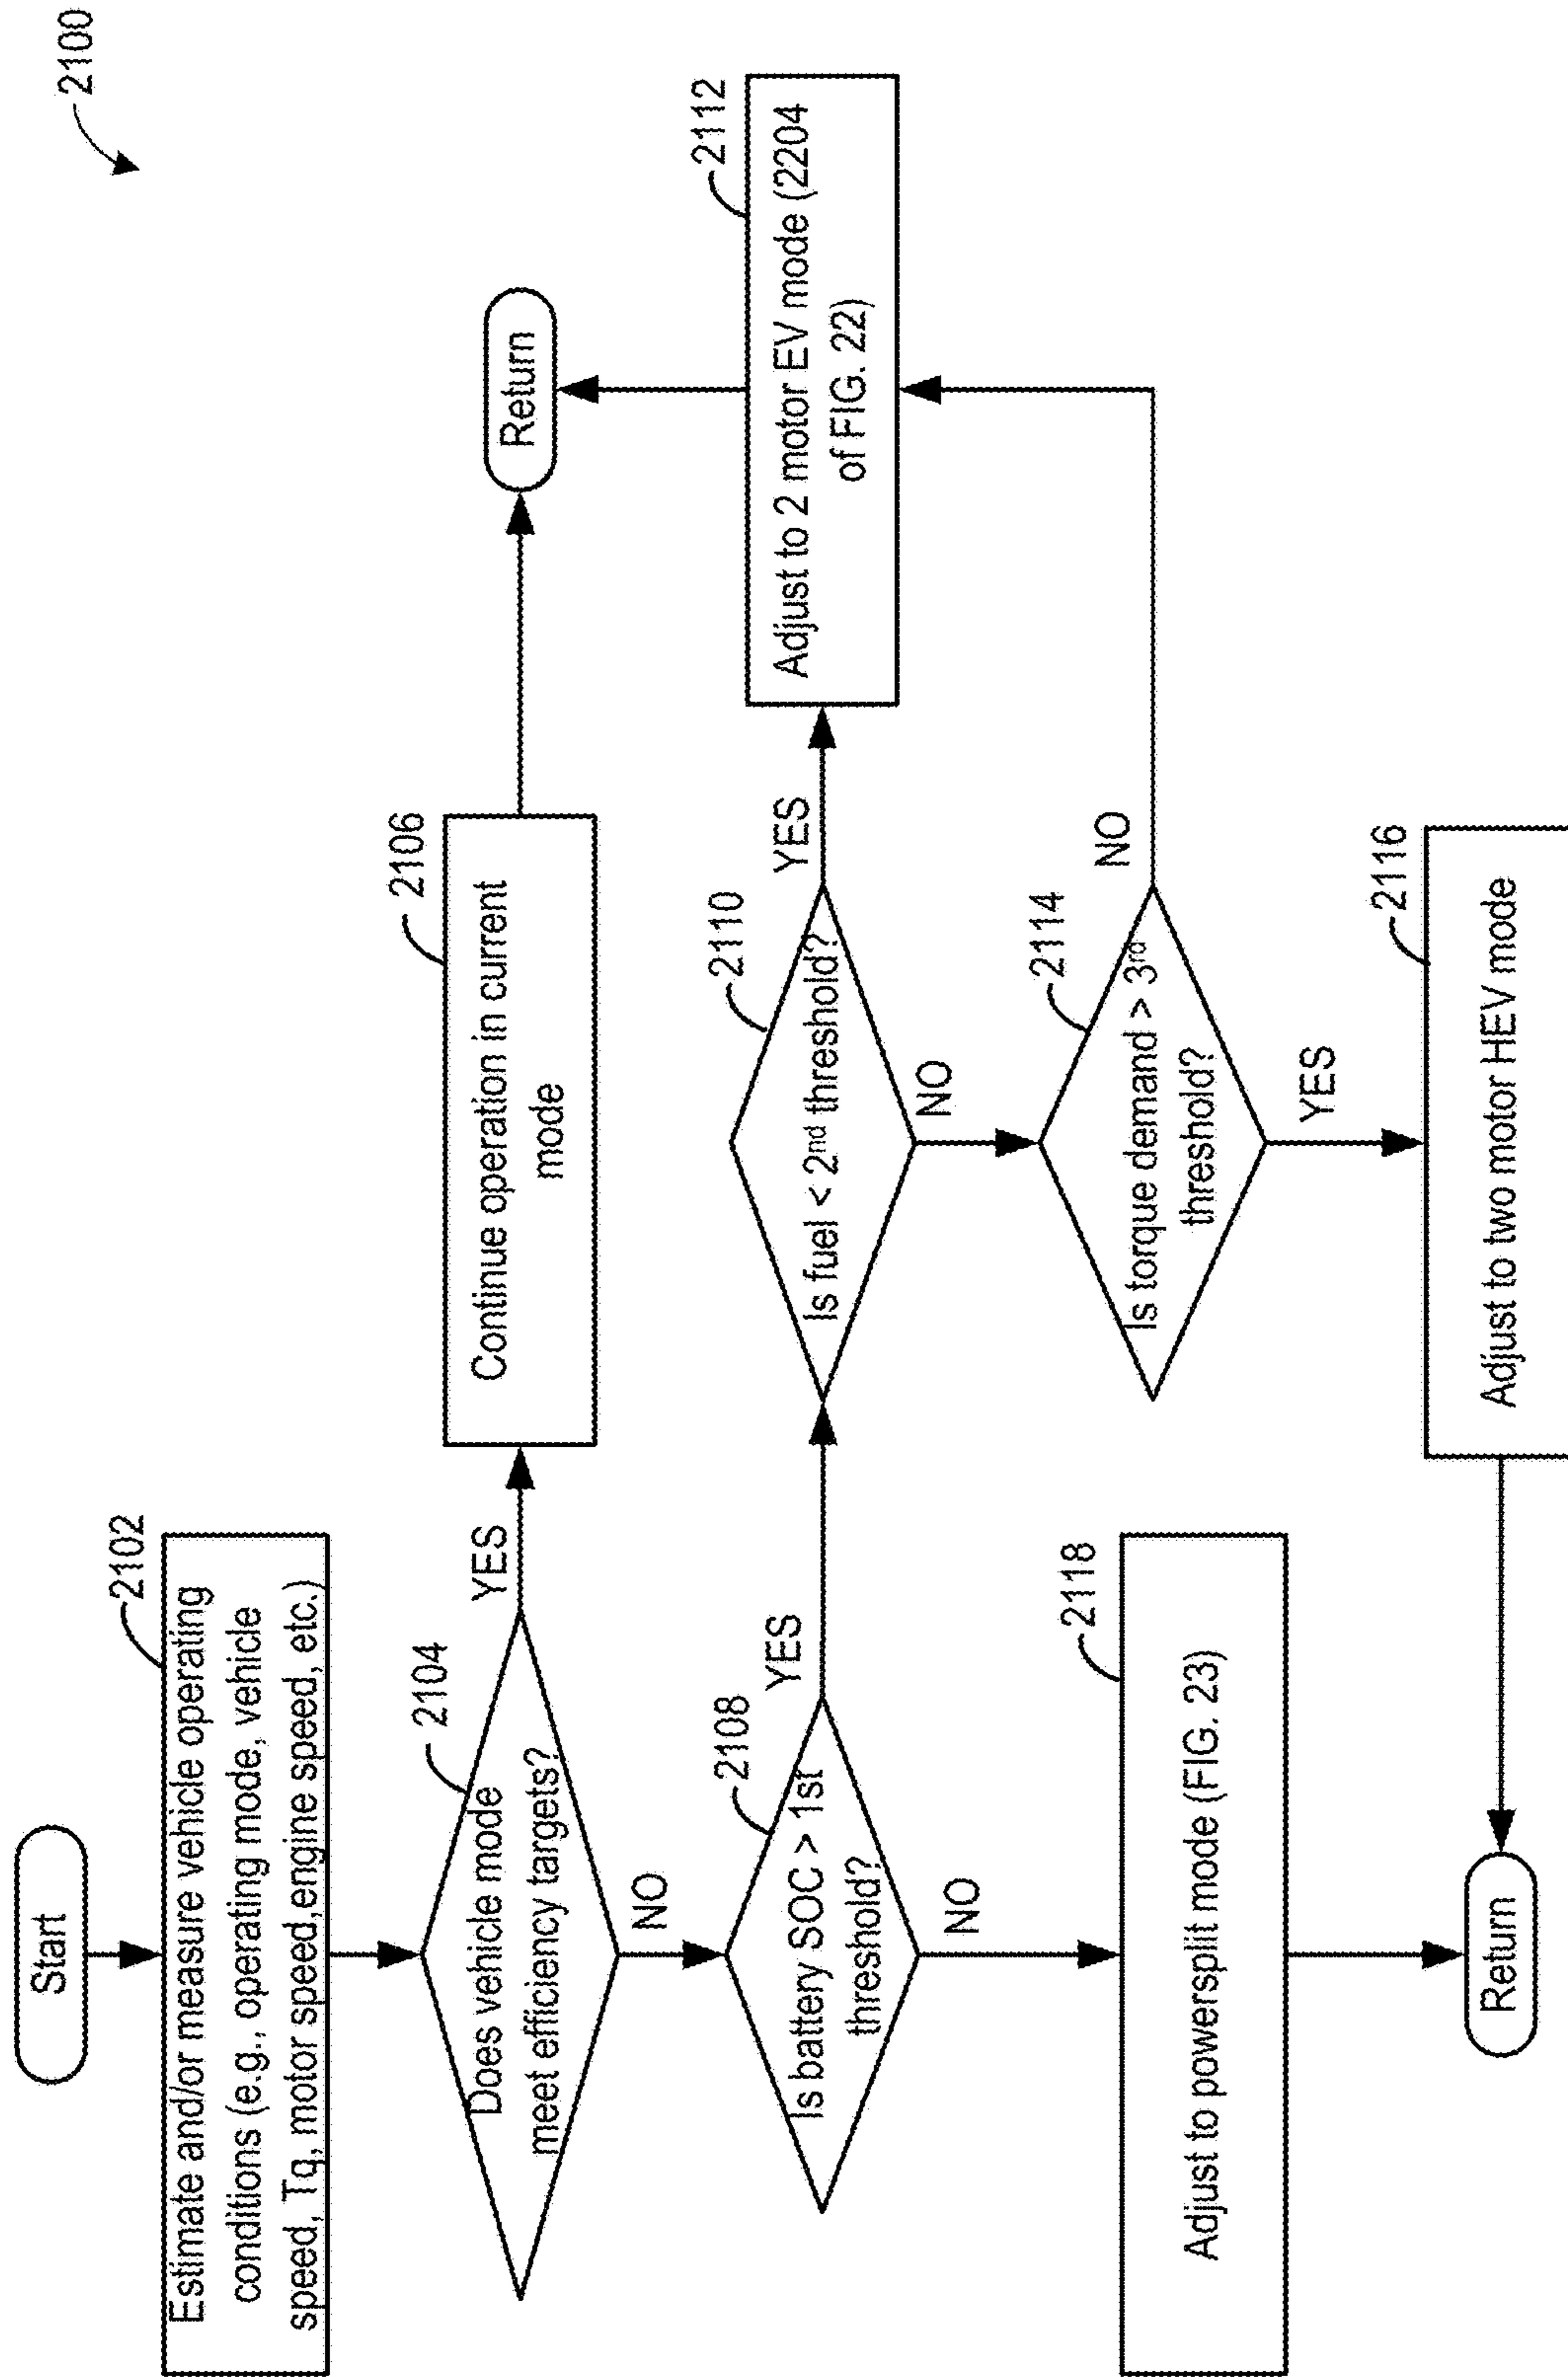 2100
Start
2102
Estimate and/or measure vehicle operating
conditions (e.g., operating mode, vehicle
speed, Tq, motor speed,engine speed, etc.)
2104
Does vehicle mode
meet efficiency targets?
YES
2106
Continue operation in current
mode
Return
NO
2108
Is battery SOC > 1st
threshold?
YES
2110
Is fuel < 2nd threshold?
YES
2112
Adjust to 2 motor EV mode (2204
of FIG. 22)
NO
2114
Is torque demand > 3rd
threshold?
NO
YES
2116
Adjust to two motor HEV mode
NO
2118
Adjust to powersplit mode (FIG. 23)
Return